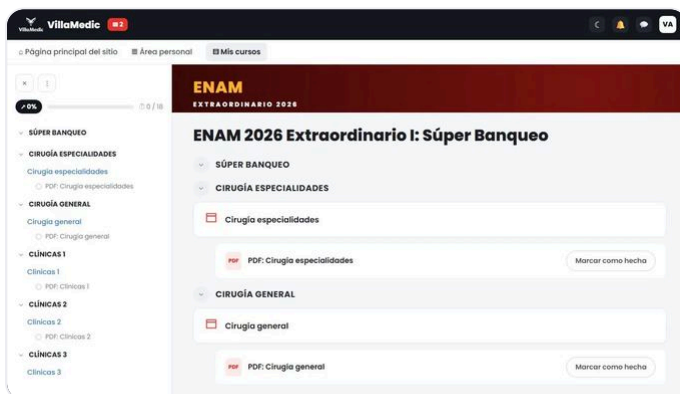 VillaMedic VillaMedic 2
VA
Página principal del sitio Área personal Mis cursos
0% 0 / 18
SÚPER BANQUEO
CIRUGÍA ESPECIALIDADES
Cirugía especialidades
PDF: Cirugía especialidades
CIRUGÍA GENERAL
Cirugía general
PDF: Cirugía general
CLÍNICAS 1
Clínicas 1
PDF: Clínicas 1
CLÍNICAS 2
Clínicas 2
PDF: Clínicas 2
CLÍNICAS 3
Clínicas 3
ENAM
EXTRAORDINARIO 2026
ENAM 2026 Extraordinario I: Súper Banqueo
SÚPER BANQUEO
CIRUGÍA ESPECIALIDADES
Cirugía especialidades
PDF PDF: Cirugía especialidades Marcar como hecha
CIRUGÍA GENERAL
Cirugía general
PDF PDF: Cirugía general Marcar como hecha